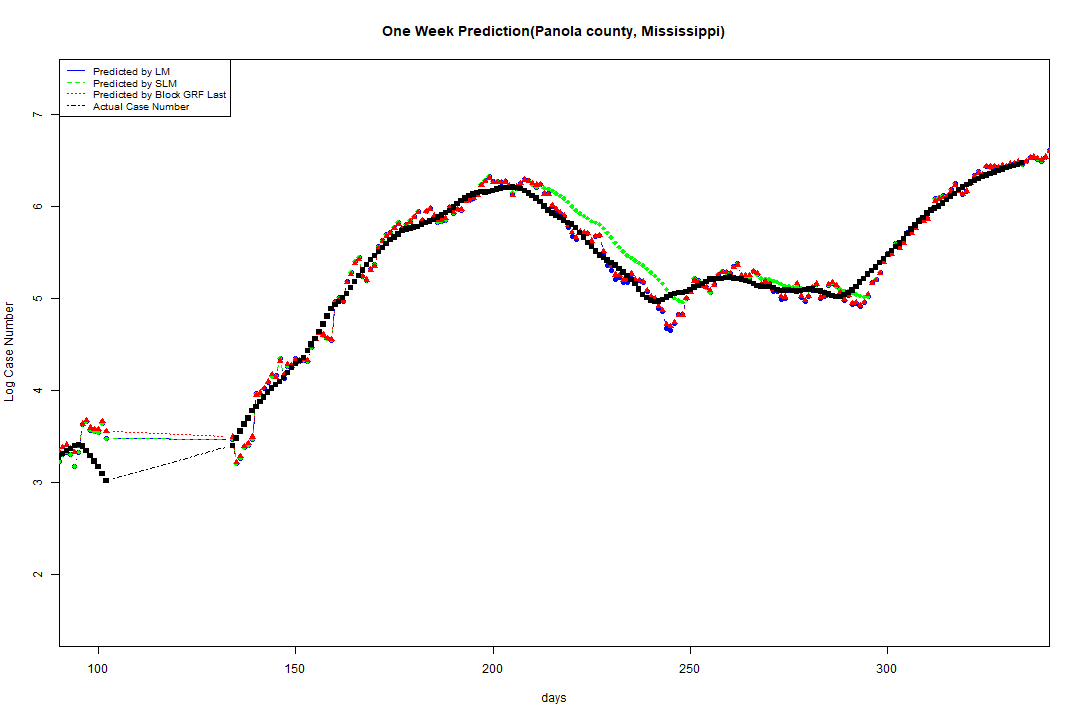 One Week Prediction(Panola county, Mississippi)
Predicted by LM
Predicted by SLM
Predicted by Block GRF Last
Actual Case Number
7
6
5
4
3
2
Log Case Number
100 150 200 250 300
days